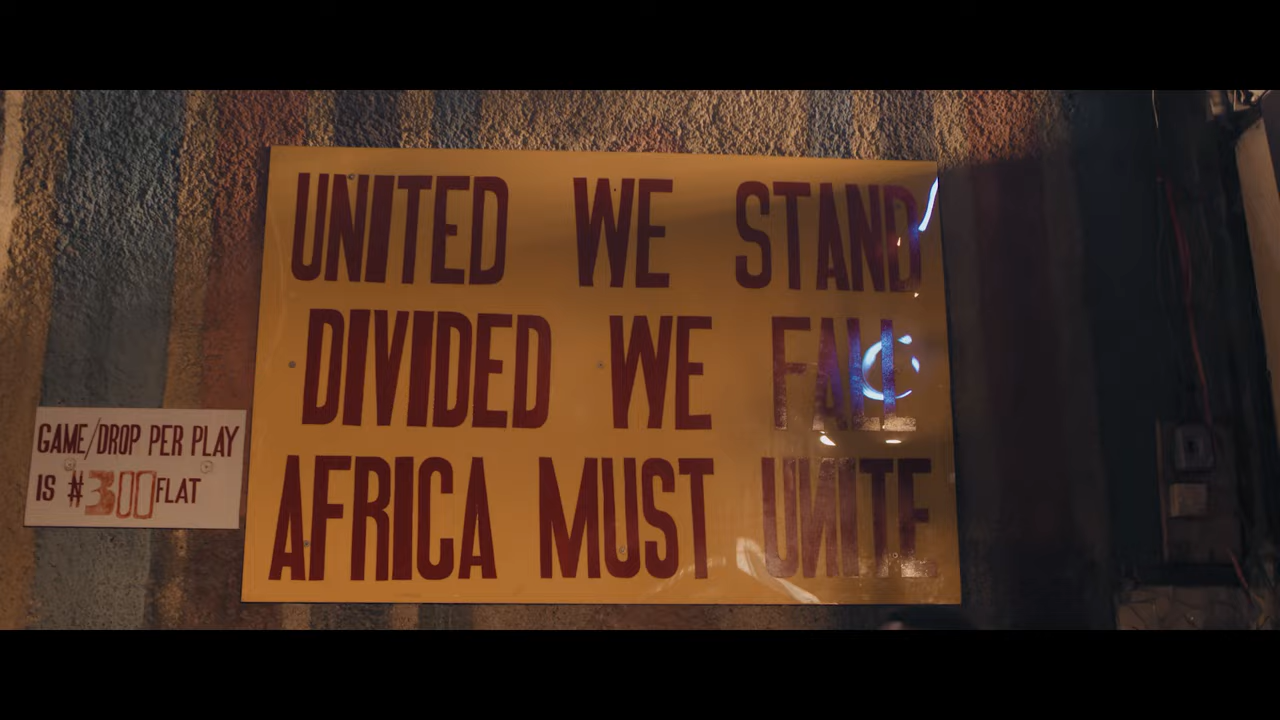 UNITED WE STAND
DIVIDED WE FALL
AFRICA MUST UNITE
GAME/DROP PER PLAY
IS ₦300 FLAT